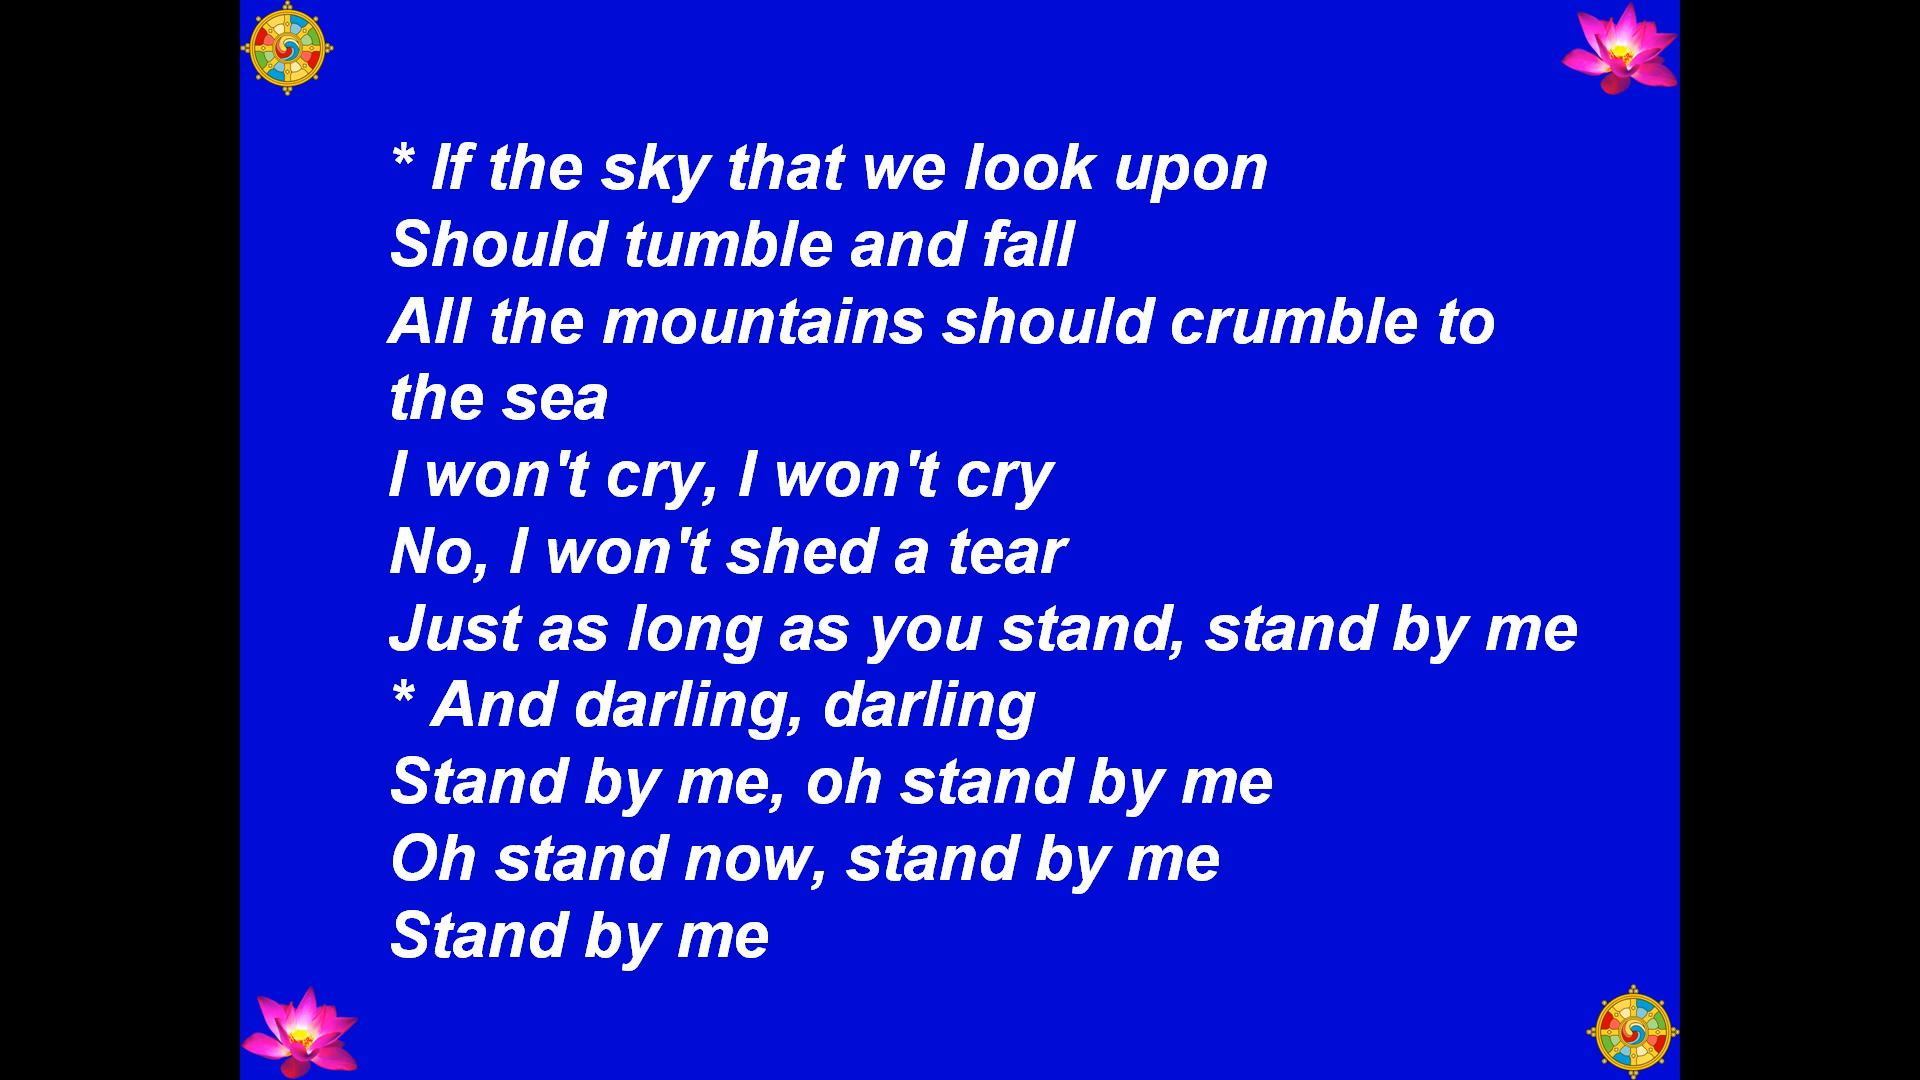 * If the sky that we look upon
Should tumble and fall
All the mountains should crumble to
the sea
I won't cry, I won't cry
No, I won't shed a tear
Just as long as you stand, stand by me
* And darling, darling
Stand by me, oh stand by me
Oh stand now, stand by me
Stand by me